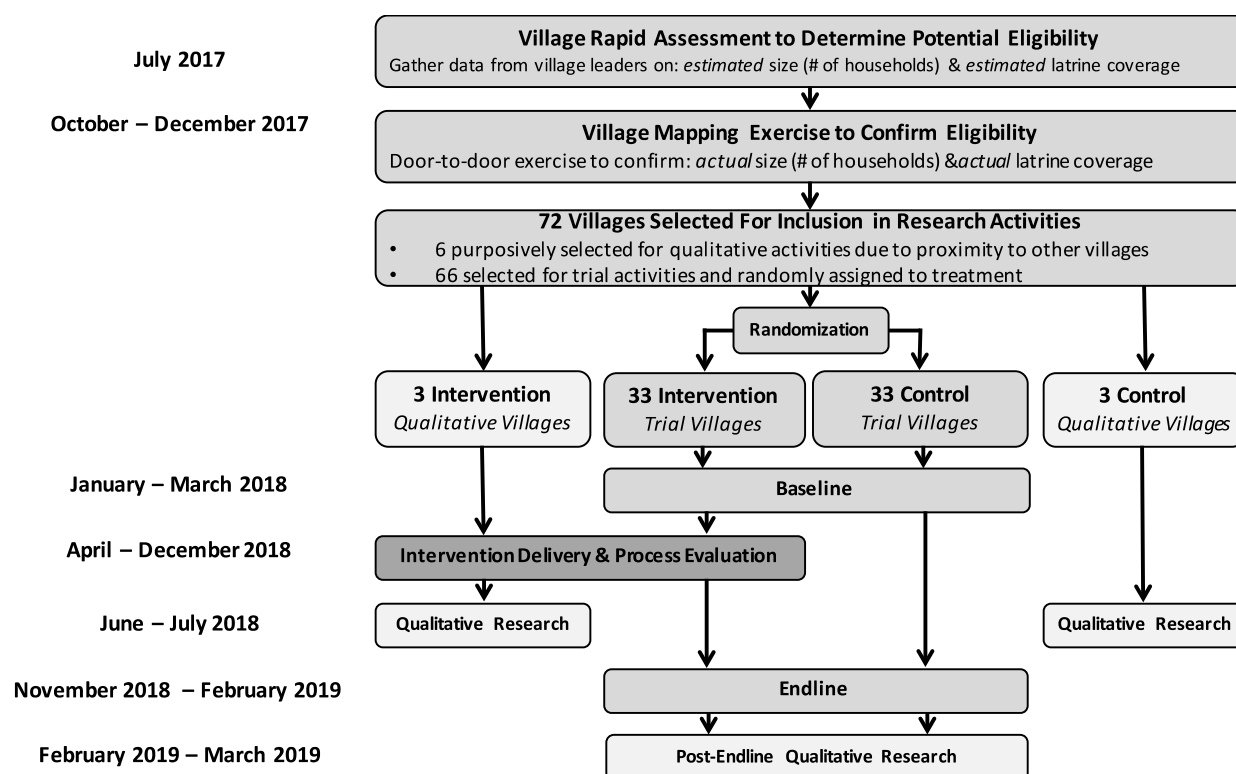 July 2017
Village Rapid Assessment to Determine Potential Eligibility
Gather data from village leaders on: estimated size (# of households) & estimated latrine coverage
October – December 2017
Village Mapping Exercise to Confirm Eligibility
Door-to-door exercise to confirm: actual size (# of households) &actual latrine coverage
72 Villages Selected For Inclusion in Research Activities
• 6 purposively selected for qualitative activities due to proximity to other villages
• 66 selected for trial activities and randomly assigned to treatment
Randomization
3 Intervention
Qualitative Villages
33 Intervention
Trial Villages
33 Control
Trial Villages
3 Control
Qualitative Villages
January – March 2018
Baseline
April – December 2018
Intervention Delivery & Process Evaluation
June – July 2018
Qualitative Research
Qualitative Research
November 2018 – February 2019
Endline
February 2019 – March 2019
Post-Endline Qualitative Research